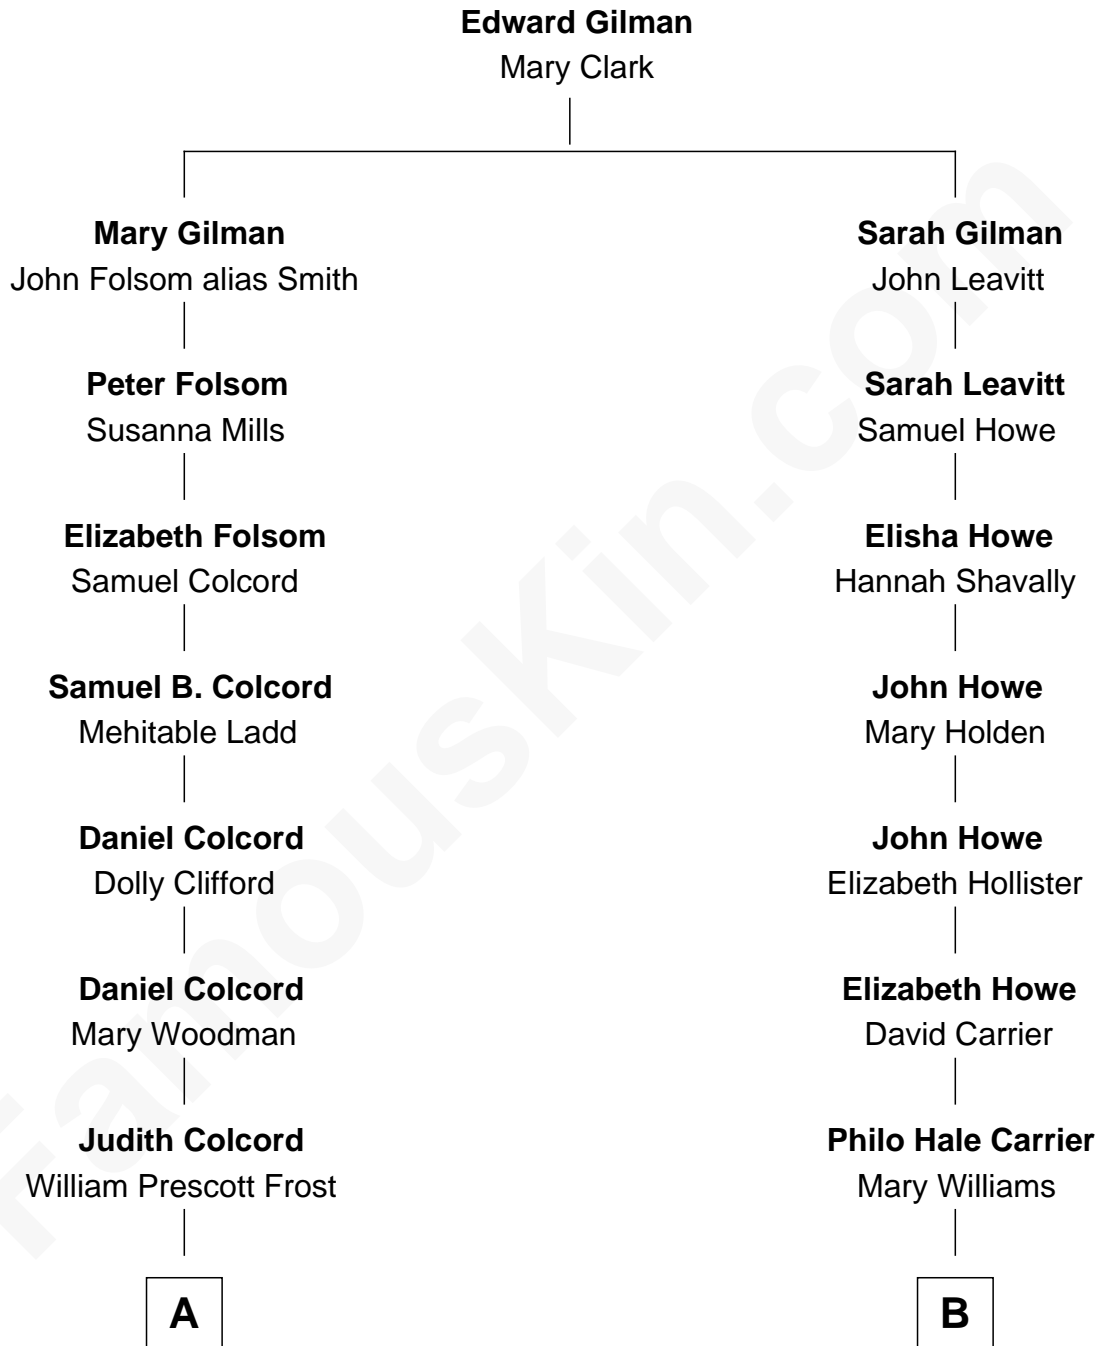 Edward Gilman
Mary Clark
Mary Gilman
John Folsom alias Smith
Sarah Gilman
John Leavitt
Peter Folsom
Susanna Mills
Sarah Leavitt
Samuel Howe
Elizabeth Folsom
Samuel Colcord
Elisha Howe
Hannah Shavally
Samuel B. Colcord
Mehitable Ladd
John Howe
Mary Holden
Daniel Colcord
Dolly Clifford
John Howe
Elizabeth Hollister
Daniel Colcord
Mary Woodman
Elizabeth Howe
David Carrier
Judith Colcord
William Prescott Frost
Philo Hale Carrier
Mary Williams
A
B
FamousKin.com